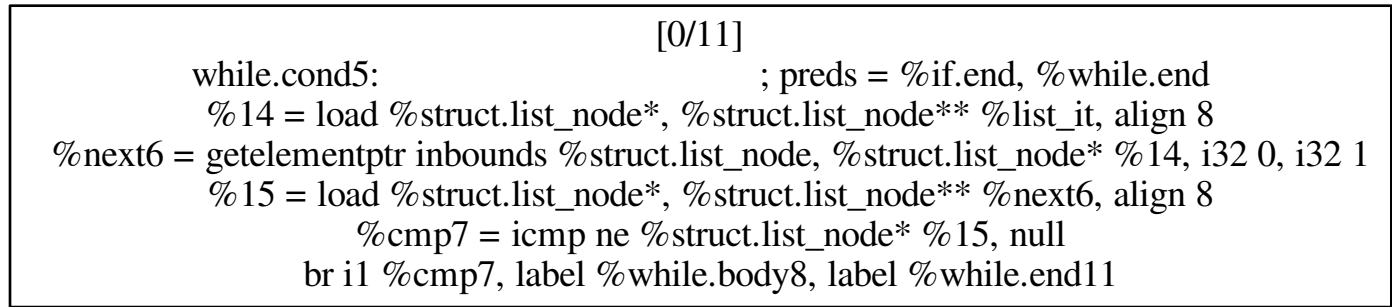 [0/11]
while.cond5: ; preds = %if.end, %while.end
%14 = load %struct.list_node*, %struct.list_node** %list_it, align 8
%next6 = getelementptr inbounds %struct.list_node, %struct.list_node* %14, i32 0, i32 1
%15 = load %struct.list_node*, %struct.list_node** %next6, align 8
%cmp7 = icmp ne %struct.list_node* %15, null
br i1 %cmp7, label %while.body8, label %while.end11